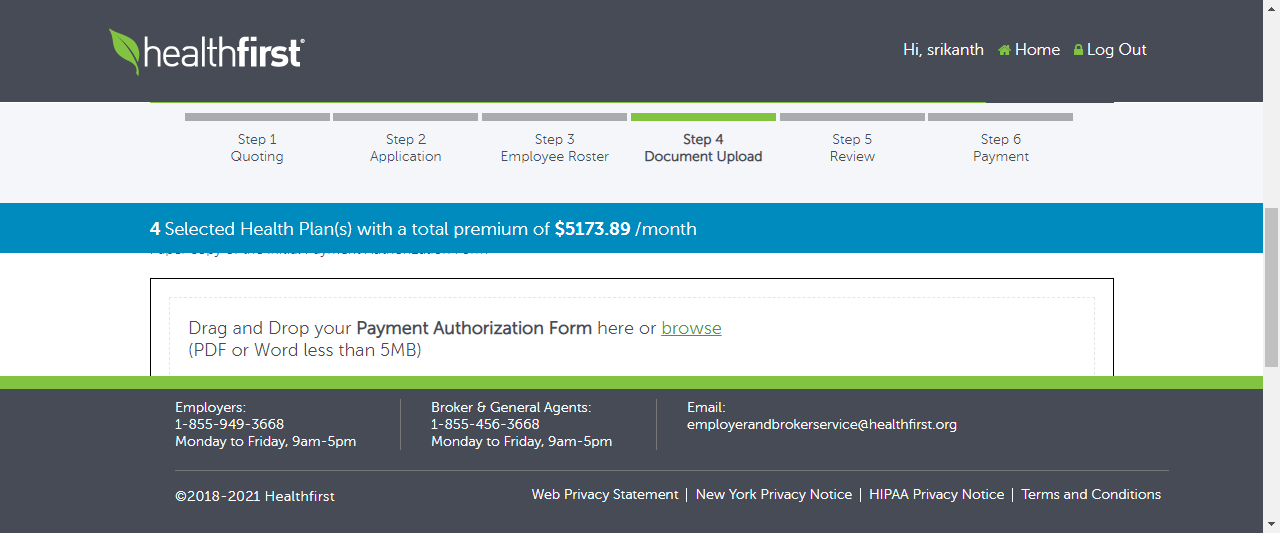 healthfirst
Hi, srikanth Home Log Out
Step 1 Step 2 Step 3 Step 4 Step 5 Step 6
Quoting Application Employee Roster Document Upload Review Payment
4 Selected Health Plan(s) with a total premium of $5173.89 /month
Drag and Drop your Payment Authorization Form here or browse
(PDF or Word less than 5MB)
Employers:
1-855-949-3668
Monday to Friday, 9am-5pm
Broker & General Agents:
1-855-456-3668
Monday to Friday, 9am-5pm
Email:
employerandbrokerservice@healthfirst.org
©2018-2021 Healthfirst
Web Privacy Statement | New York Privacy Notice | HIPAA Privacy Notice | Terms and Conditions